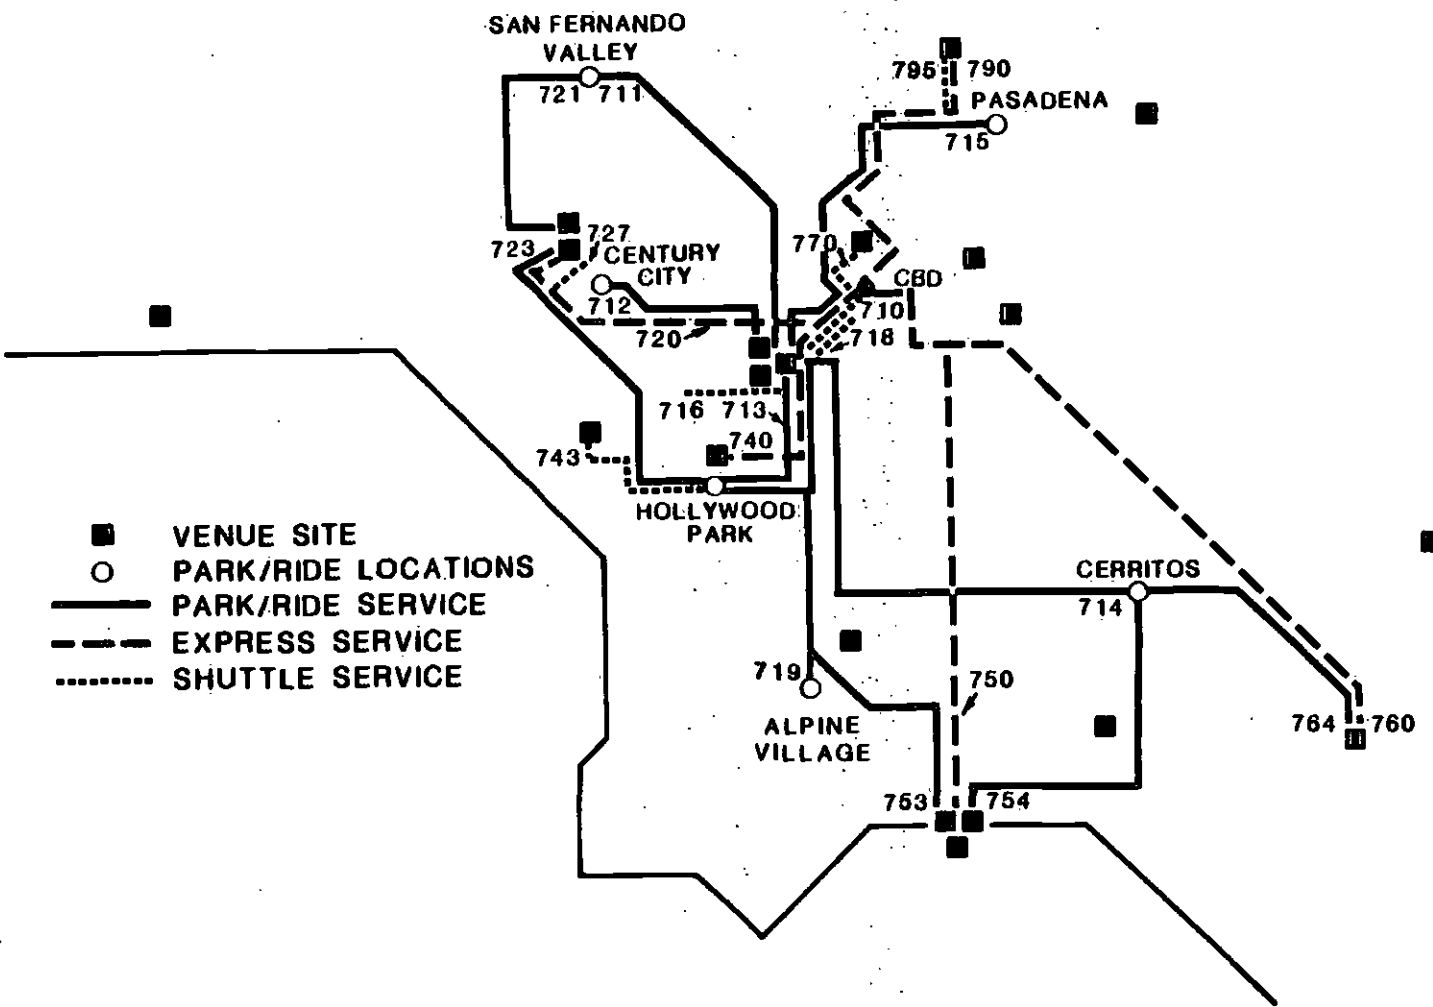 SAN FERNANDO
VALLEY
721 711
795 790
PASADENA
715
723
727
CENTURY
CITY
712
770
CBD
710
718
720
716 713
740
743
HOLLYWOOD
PARK
VENUE SITE
PARK/RIDE LOCATIONS
PARK/RIDE SERVICE
EXPRESS SERVICE
SHUTTLE SERVICE
CERRITOS
714
719
ALPINE
VILLAGE
750
764 760
753 754